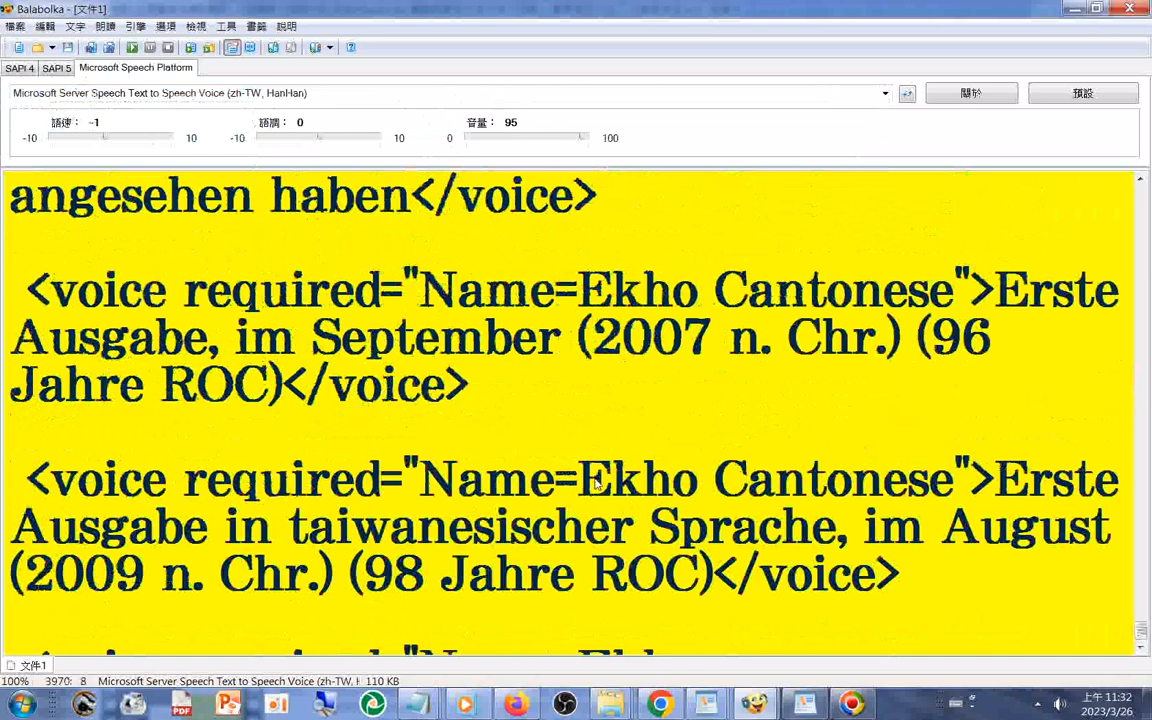 Balabolka - [文件1]
檔案 編輯 文字 朗讀 引擎 選項 檢視 工具 書籤 說明
SAPI 4 SAPI 5 Microsoft Speech Platform
Microsoft Server Speech Text to Speech Voice (zh-TW, HanHan) 關於 預設
語速： -1 語調： 0 音量： 95
-10 10 -10 10 0 100
angesehen haben</voice>
<voice required="Name=Ekho Cantonese">Erste
Ausgabe, im September (2007 n. Chr.) (96
Jahre ROC)</voice>
<voice required="Name=Ekho Cantonese">Erste
Ausgabe in taiwanesischer Sprache, im August
(2009 n. Chr.) (98 Jahre ROC)</voice>
文件1
100% 3970: 8 Microsoft Server Speech Text to Speech Voice (zh-TW, H 110 KB
上午 11:32
2023/3/26